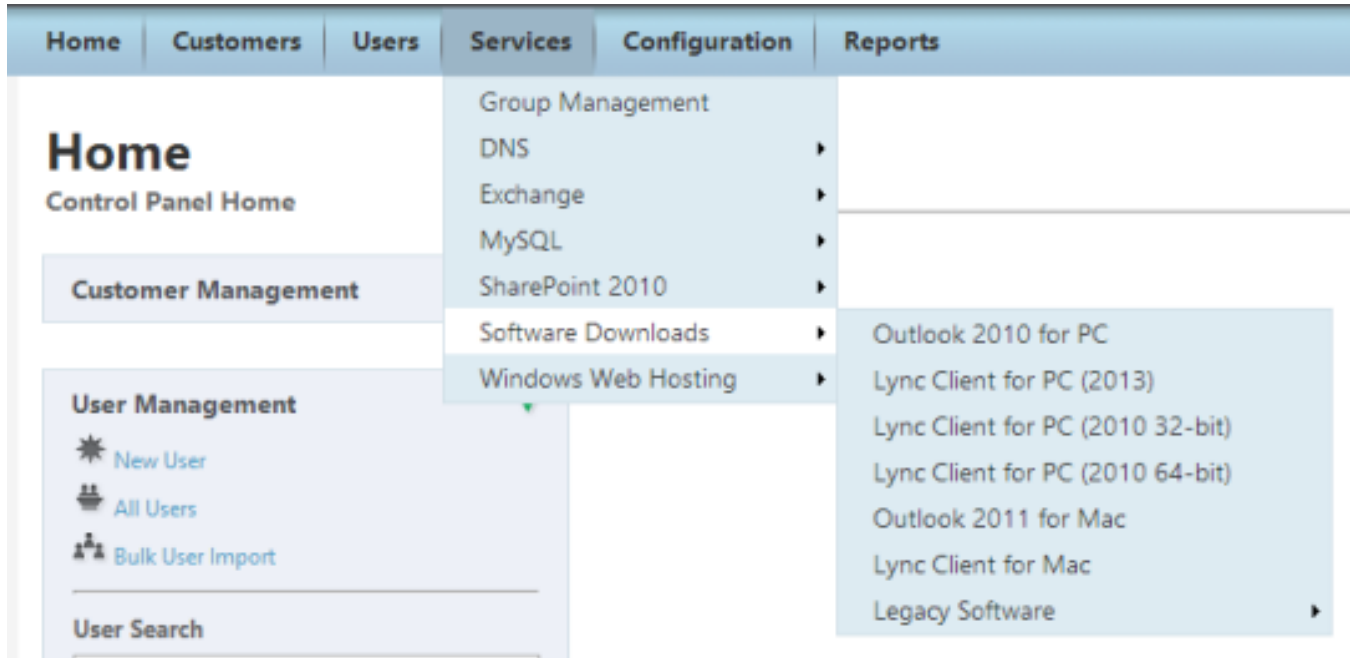 Home Customers Users Services Configuration Reports
Home
Control Panel Home
Customer Management
User Management
New User
All Users
Bulk User Import
User Search
Group Management
DNS
Exchange
MySQL
SharePoint 2010
Software Downloads
Windows Web Hosting
Outlook 2010 for PC
Lync Client for PC (2013)
Lync Client for PC (2010 32-bit)
Lync Client for PC (2010 64-bit)
Outlook 2011 for Mac
Lync Client for Mac
Legacy Software